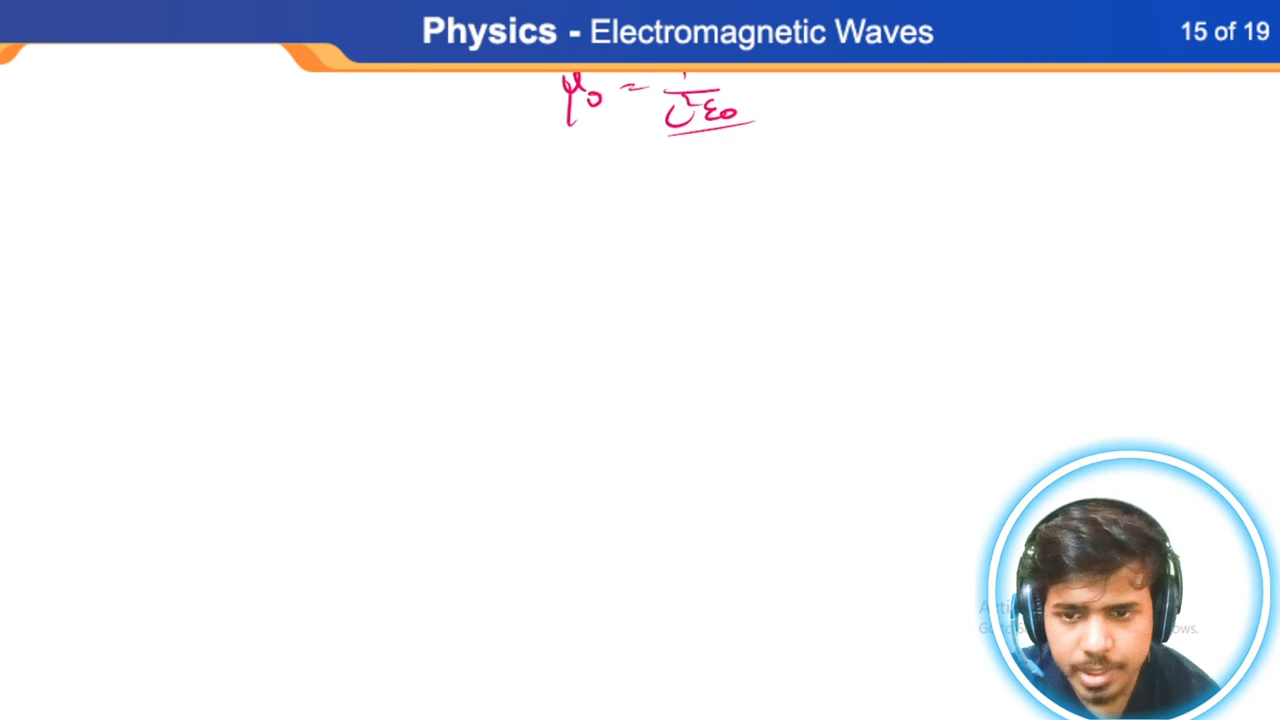 Physics - Electromagnetic Waves
15 of 19
μ₀ = 1/c²ε₀